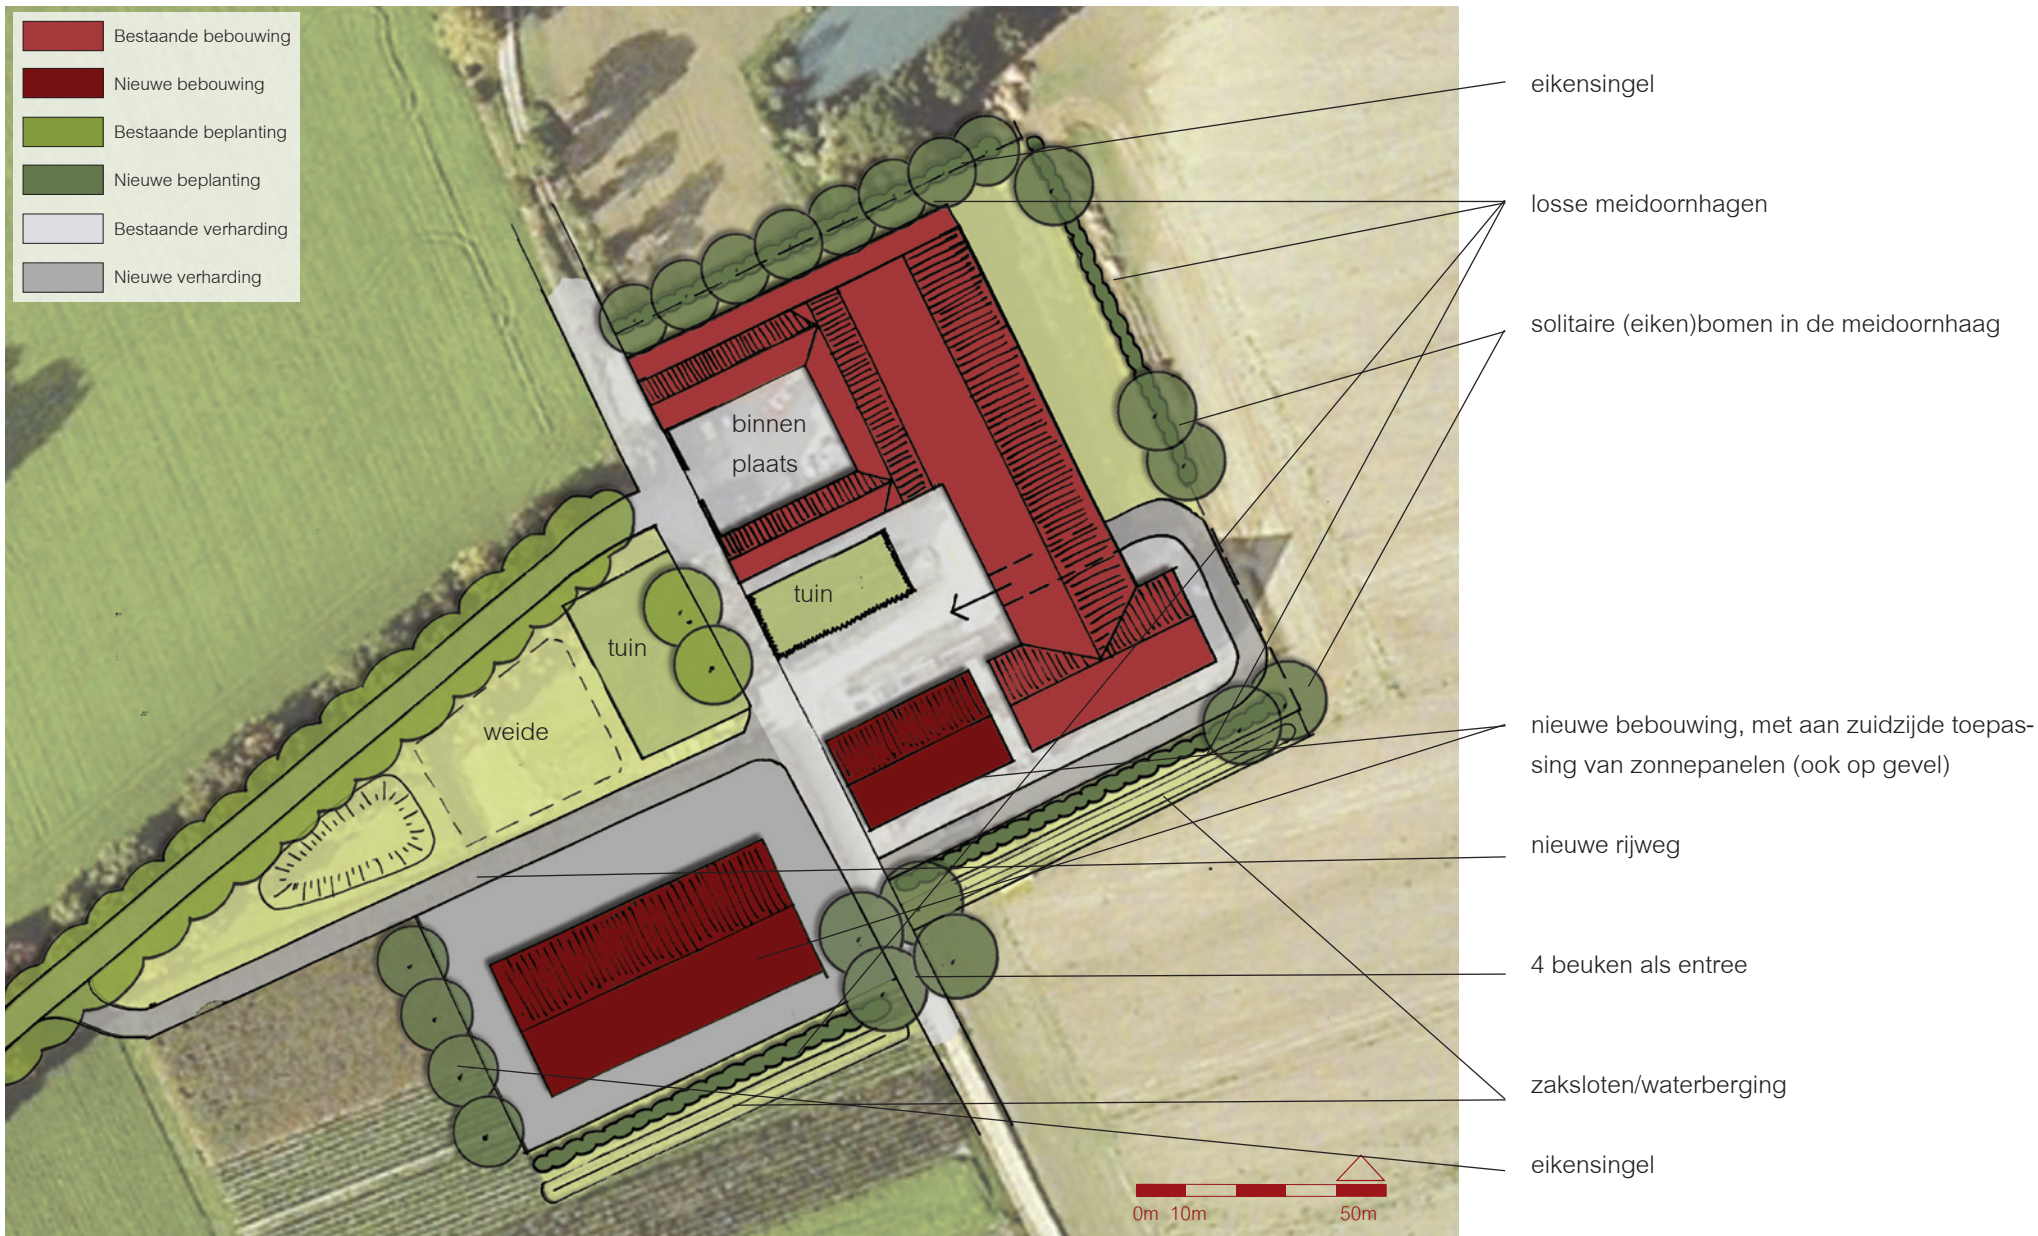 Bestaande bebouwing
Nieuwe bebouwing
Bestaande beplanting
Nieuwe beplanting
Bestaande verharding
Nieuwe verharding
eikensingel
losse meidoornhagen
solitaire (eiken)bomen in de meidoornhaag
binnen
plaats
tuin
tuin
weide
nieuwe bebouwing, met aan zuidzijde toepas-
sing van zonnepanelen (ook op gevel)
nieuwe rijweg
4 beuken als entree
zaksloten/waterberging
eikensingel
0m 10m 50m